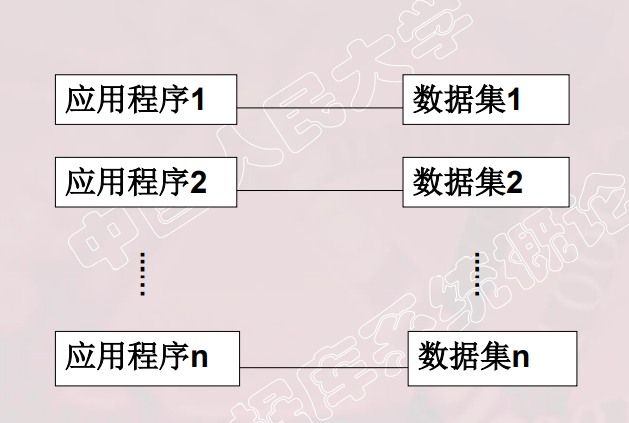 中国人民大学
应用程序1 数据集1
应用程序2 数据集2
┇ ┇
应用程序n 数据集n
数据库系统概论